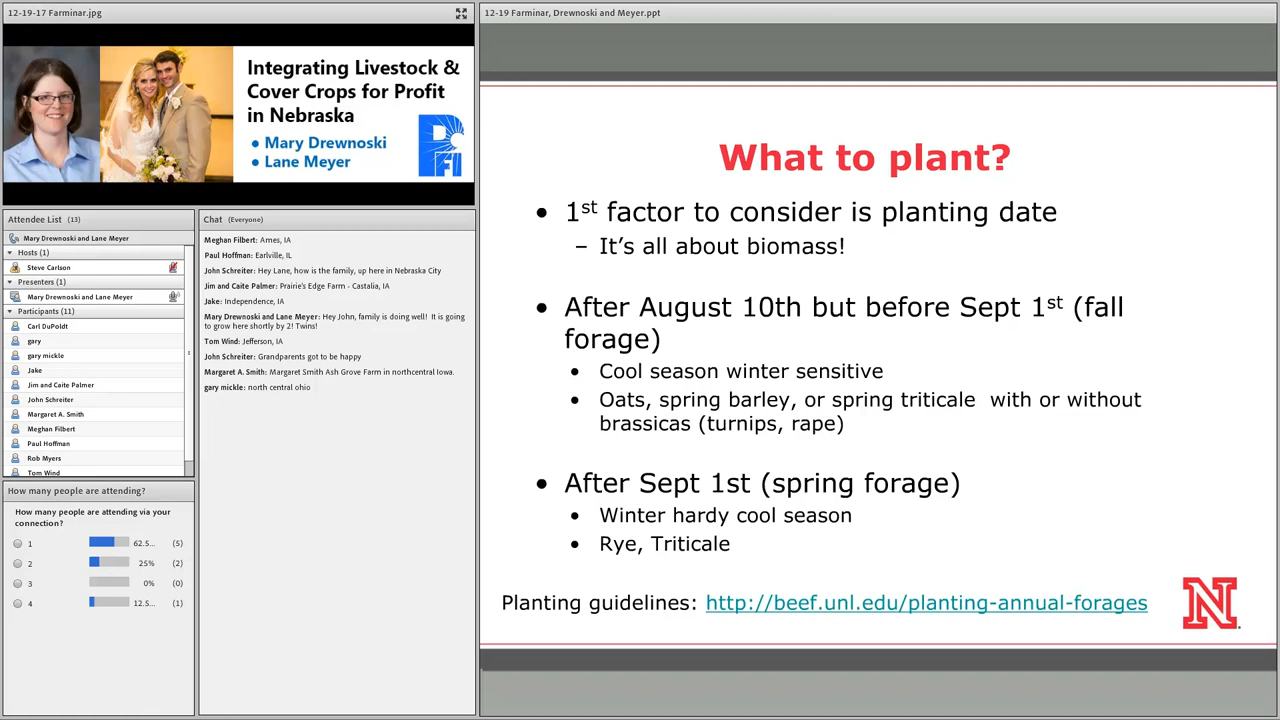 12-19-17 Farminar.jpg
Integrating Livestock &
Cover Crops for Profit
in Nebraska
• Mary Drewnoski
• Lane Meyer
PFI
Attendee List (13)
Mary Drewnoski and Lane Meyer
Hosts (1)
Steve Carlson
Presenters (1)
Mary Drewnoski and Lane Meyer
Participants (11)
Carl DuPoldt
gary
gary mickle
Jake
Jim and Caite Palmer
John Schreiter
Margaret A. Smith
Meghan Filbert
Paul Hoffman
Rob Myers
Tom Wind
How many people are attending?
How many people are attending via your
connection?
1 62.5... (5)
2 25% (2)
3 0% (0)
4 12.5... (1)
Chat (Everyone)
Meghan Filbert: Ames, IA
Paul Hoffman: Earlville, IL
John Schreiter: Hey Lane, how is the family, up here in Nebraska City
Jim and Caite Palmer: Prairie's Edge Farm - Castalia, IA
Jake: Independence, IA
Mary Drewnoski and Lane Meyer: Hey John, family is doing well! It is going
to grow here shortly by 2! Twins!
Tom Wind: Jefferson, IA
John Schreiter: Grandparents got to be happy
Margaret A. Smith: Margaret Smith Ash Grove Farm in northcentral Iowa.
gary mickle: north central ohio
12-19 Farminar, Drewnoski and Meyer.ppt
What to plant?
• 1st factor to consider is planting date
– It's all about biomass!
• After August 10th but before Sept 1st (fall
forage)
• Cool season winter sensitive
• Oats, spring barley, or spring triticale with or without
brassicas (turnips, rape)
• After Sept 1st (spring forage)
• Winter hardy cool season
• Rye, Triticale
Planting guidelines: http://beef.unl.edu/planting-annual-forages
N